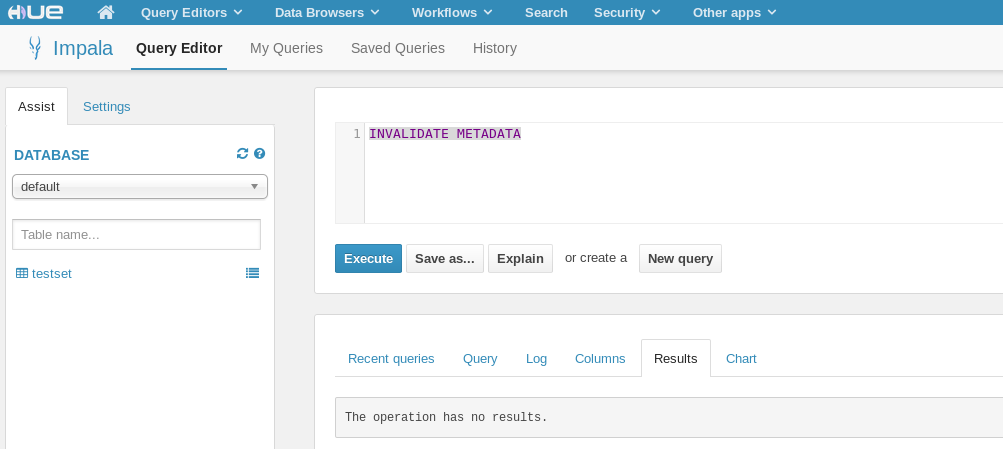 HUE Query Editors Data Browsers Workflows Search Security Other apps
Impala Query Editor My Queries Saved Queries History
Assist Settings
DATABASE
default
Table name...
testset
1 INVALIDATE METADATA
Execute Save as... Explain or create a New query
Recent queries Query Log Columns Results Chart
The operation has no results.